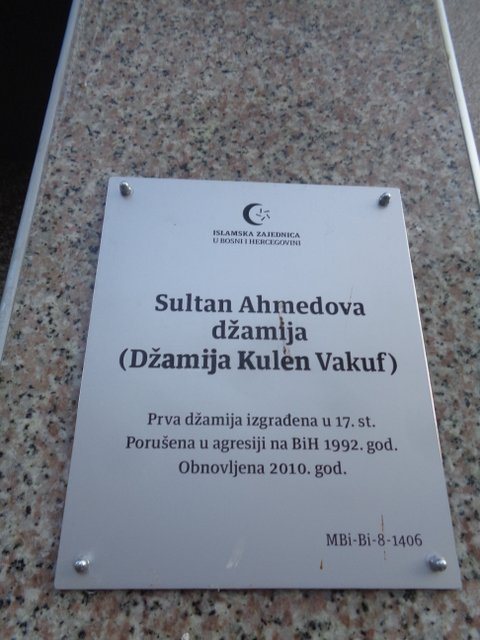 ISLAMSKA ZAJEDNICA
U BOSNI I HERCEGOVINI
Sultan Ahmedova
džamija
(Džamija Kulen Vakuf)
Prva džamija izgrađena u 17. st.
Porušena u agresiji na BiH 1992. god.
Obnovljena 2010. god.
MBi-Bi-8-1406